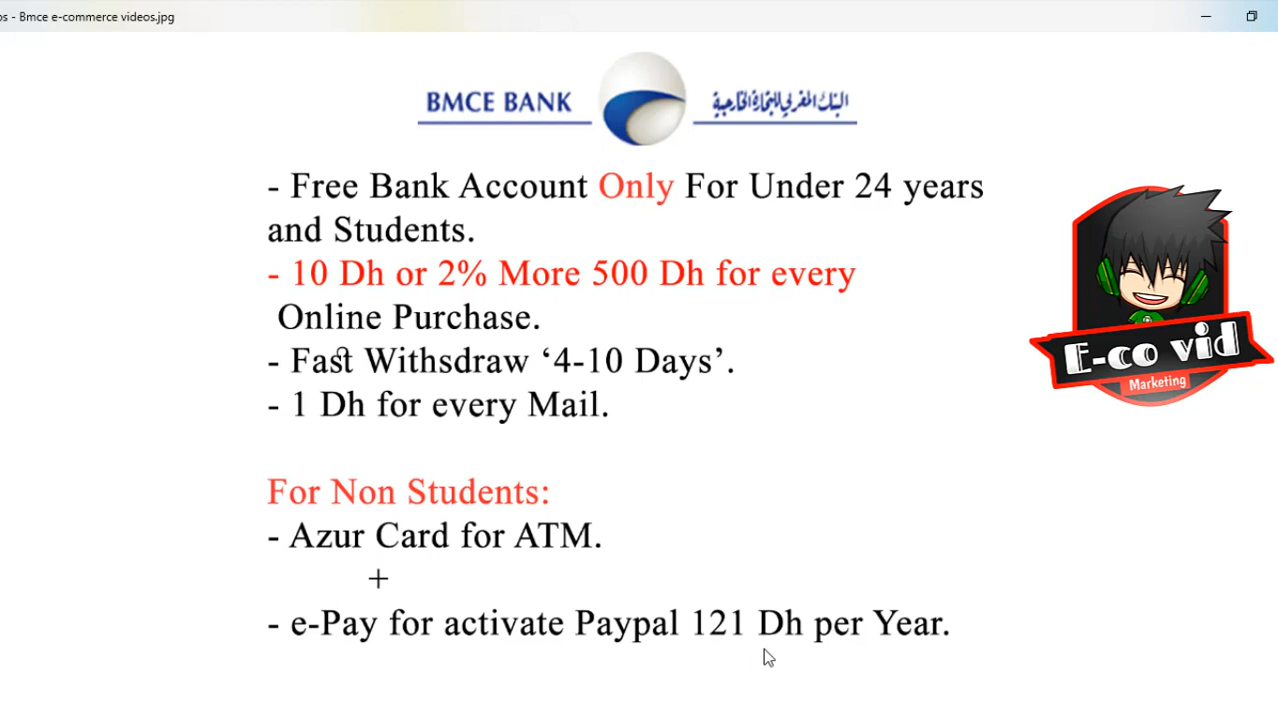 os - Bmce e-commerce videos.jpg
BMCE BANK
البنك المغربي للتجارة الخارجية
- Free Bank Account Only For Under 24 years
and Students.
- 10 Dh or 2% More 500 Dh for every
Online Purchase.
- Fast Withsdraw ‘4-10 Days’.
- 1 Dh for every Mail.
E-co vid
Marketing
For Non Students:
- Azur Card for ATM.
+
- e-Pay for activate Paypal 121 Dh per Year.